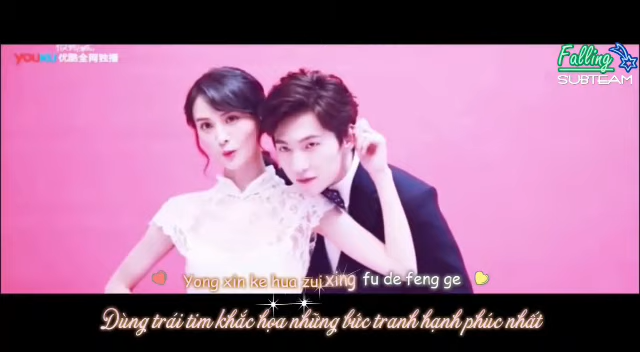 Falling
SUBTEAM
YOUKU 优酷全网独播
Yong xin ke hua zui xing fu de feng ge
Dùng trái tim khắc họa những bức tranh hạnh phúc nhất